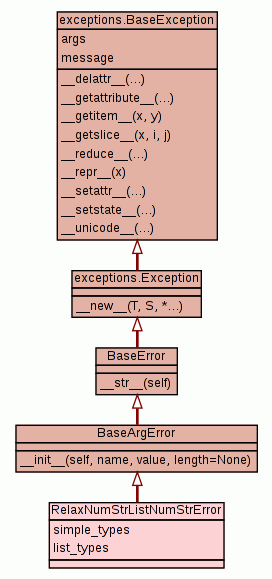 exceptions.BaseException
args
message
__delattr__(...)
__getattribute__(...)
__getitem__(x, y)
__getslice__(x, i, j)
__reduce__(...)
__repr__(x)
__setattr__(...)
__setstate__(...)
__unicode__(...)
exceptions.Exception
__new__(T, S, *...)
BaseError
__str__(self)
BaseArgError
__init__(self, name, value, length=None)
RelaxNumStrListNumStrError
simple_types
list_types